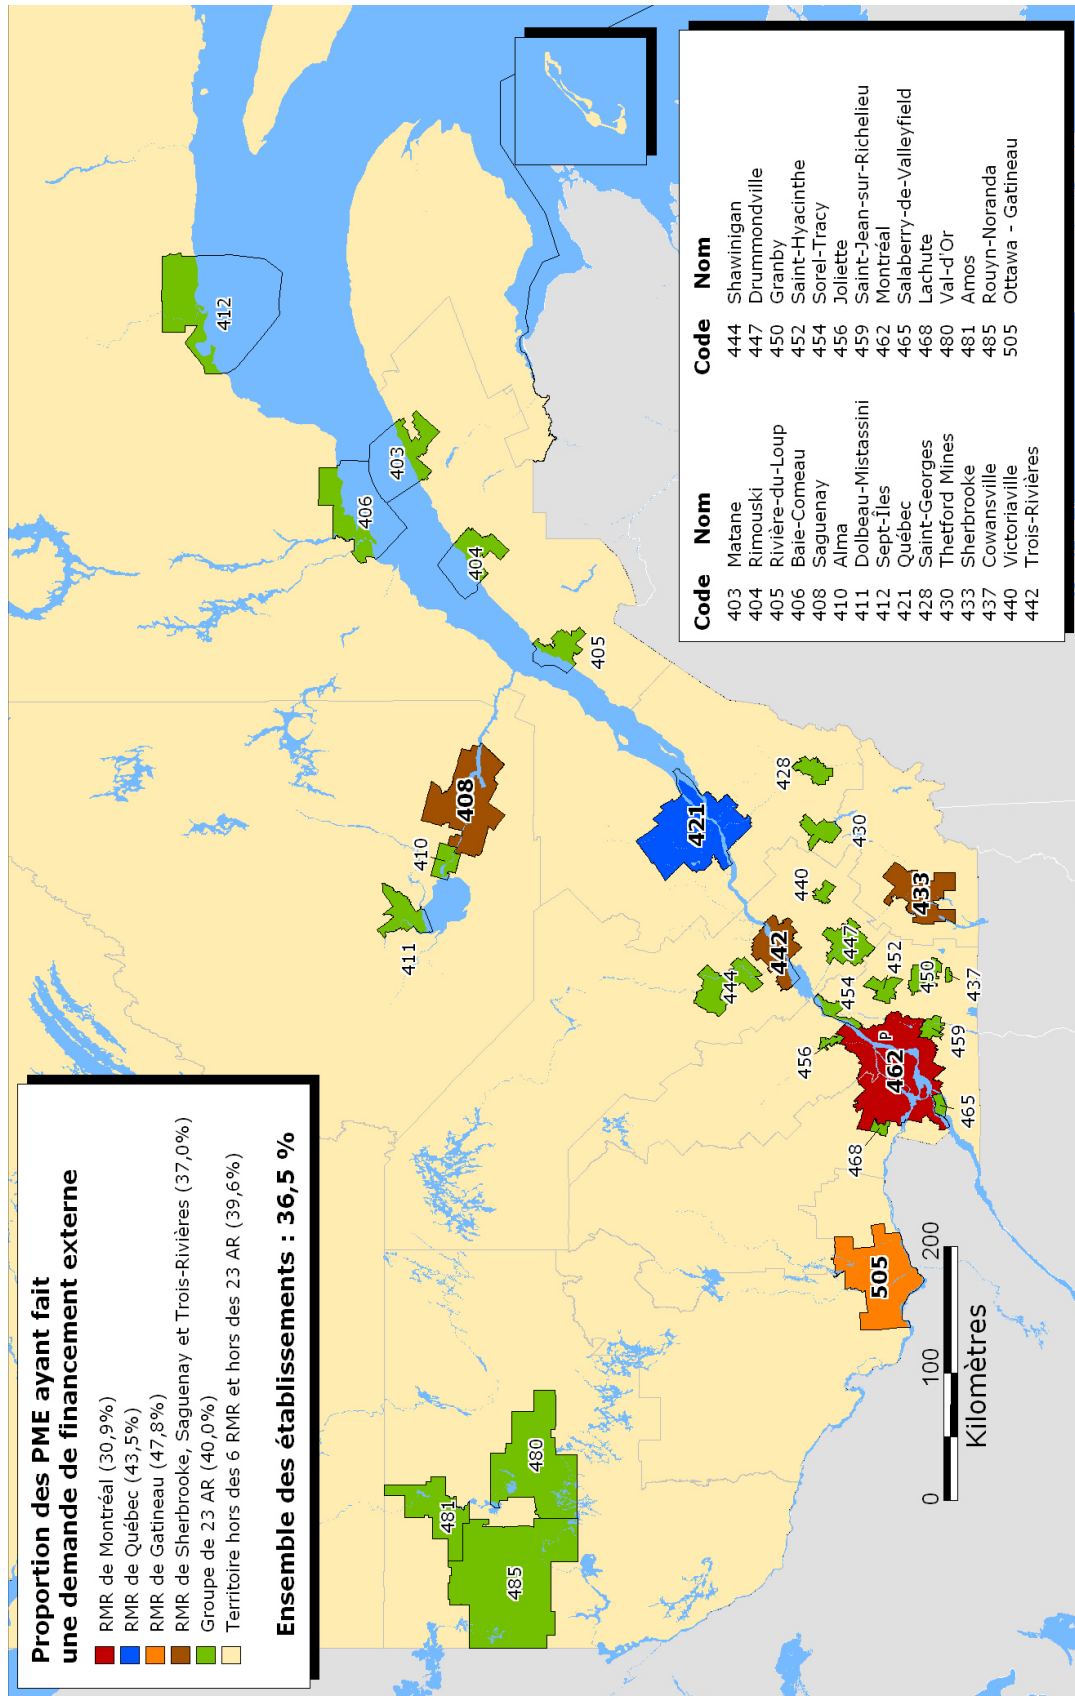 Proportion des PME ayant fait
une demande de financement externe
RMR de Montréal (30,9%)
RMR de Québec (43,5%)
RMR de Gatineau (47,8%)
RMR de Sherbrooke, Saguenay et Trois-Rivières (37,0%)
Groupe de 23 AR (40,0%)
Territoire hors des 6 RMR et hors des 23 AR (39,6%)
Ensemble des établissements : 36,5 %
412
406
403
404
405
408
410
411
421
428
430
440
433
442
444
447
452
454
450
437
456
P
462
459
465
468
505
481
480
485
0 100 200
Kilomètres
Code Nom
403 Matane
404 Rimouski
405 Rivière-du-Loup
406 Baie-Comeau
408 Saguenay
410 Alma
411 Dolbeau-Mistassini
412 Sept-Îles
421 Québec
428 Saint-Georges
430 Thetford Mines
433 Sherbrooke
437 Cowansville
440 Victoriaville
442 Trois-Rivières
Code Nom
444 Shawinigan
447 Drummondville
450 Granby
452 Saint-Hyacinthe
454 Sorel-Tracy
456 Joliette
459 Saint-Jean-sur-Richelieu
462 Montréal
465 Salaberry-de-Valleyfield
468 Lachute
480 Val-d'Or
481 Amos
485 Rouyn-Noranda
505 Ottawa - Gatineau